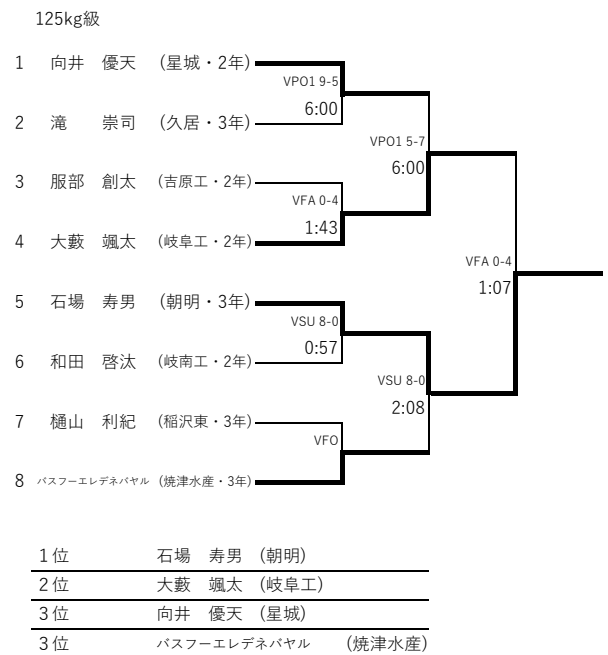 125kg級
1 向井 優天 (星城・2年)
VPO1 9-5
6:00
2 滝 崇司 (久居・3年)
VPO1 5-7
6:00
3 服部 創太 (吉原工・2年)
VFA 0-4
1:43
4 大藪 颯太 (岐阜工・2年)
VFA 0-4
1:07
5 石場 寿男 (朝明・3年)
VSU 8-0
0:57
6 和田 啓汰 (岐南工・2年)
VSU 8-0
2:08
7 樋山 利紀 (稲沢東・3年)
VFO
8 バスフーエレデネバヤル (焼津水産・3年)
1位 石場 寿男 (朝明)
2位 大藪 颯太 (岐阜工)
3位 向井 優天 (星城)
3位 バスフーエレデネバヤル (焼津水産)